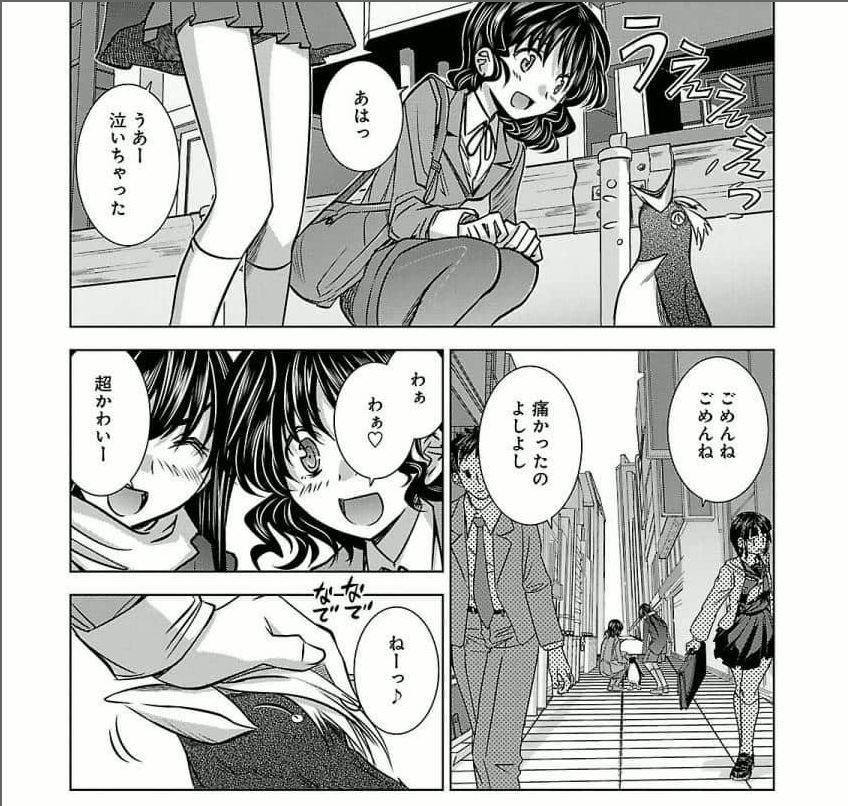 うえぇぇぇっ
あはっ
うあー
泣いちゃった
ごめんね
ごめんね
痛かったの
よしよし
わぁ
わぁ♡
超かわいー
なで
なで
ねーっ♪